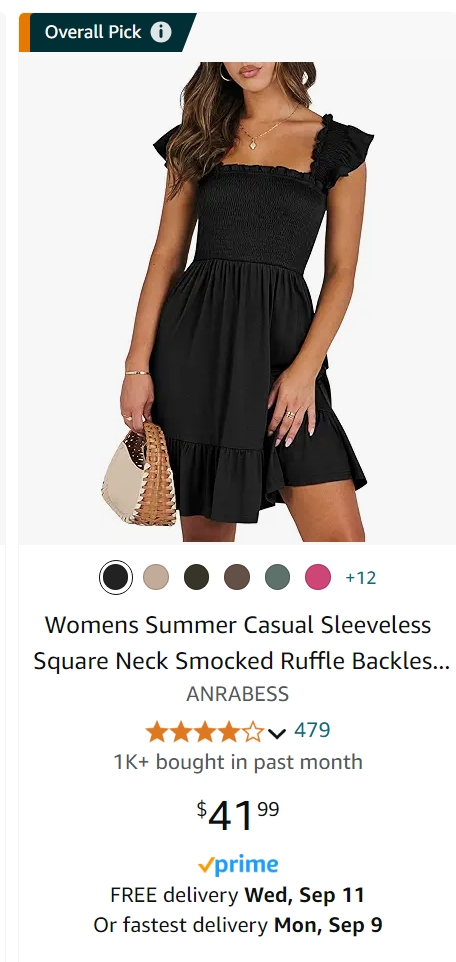 Overall Pick
+12
Womens Summer Casual Sleeveless
Square Neck Smocked Ruffle Backles...
ANRABESS
479
1K+ bought in past month
$41.99
prime
FREE delivery Wed, Sep 11
Or fastest delivery Mon, Sep 9